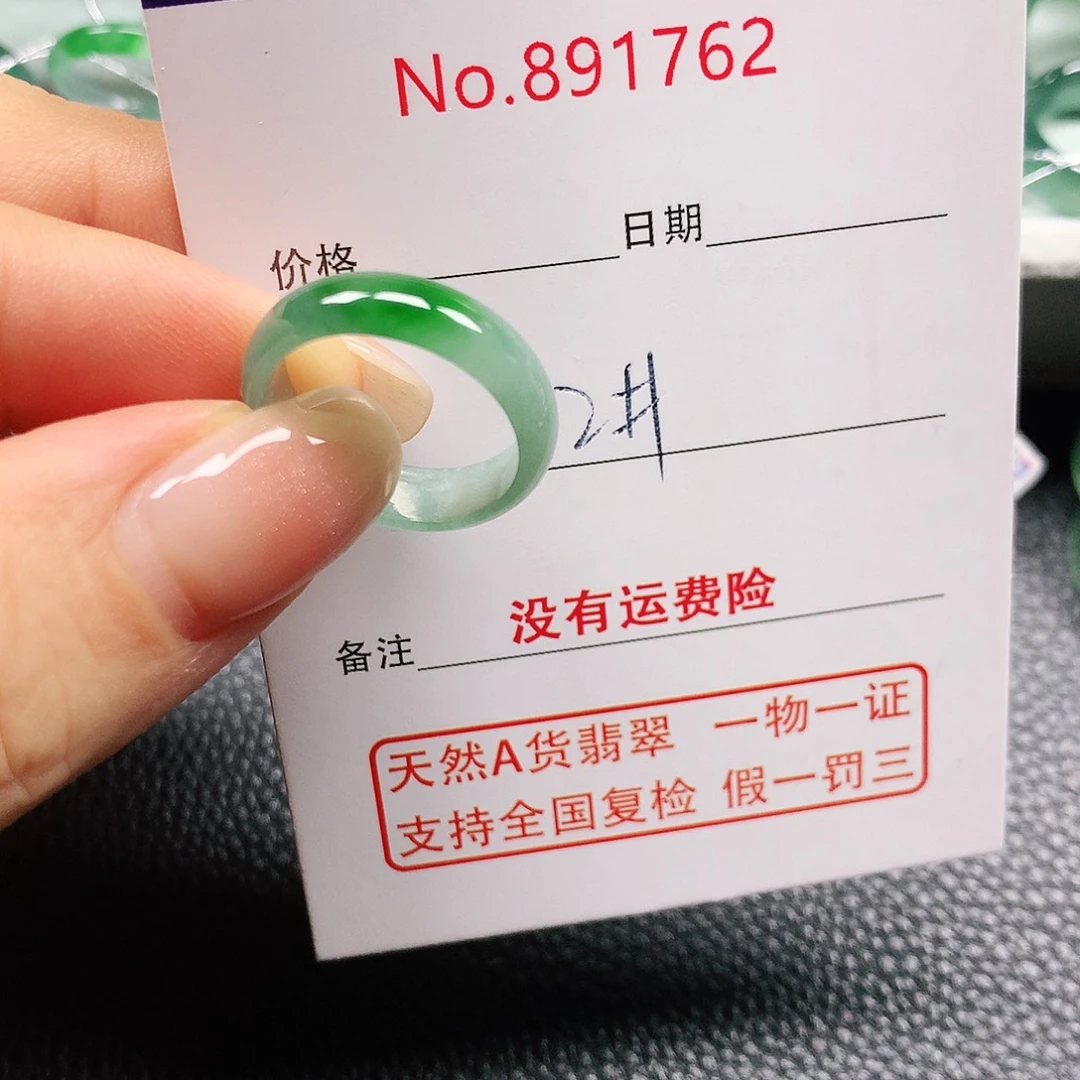 No.891762
价格 日期
2#
备注 没有运费险
天然A货翡翠 一物一证
支持全国复检 假一罚三